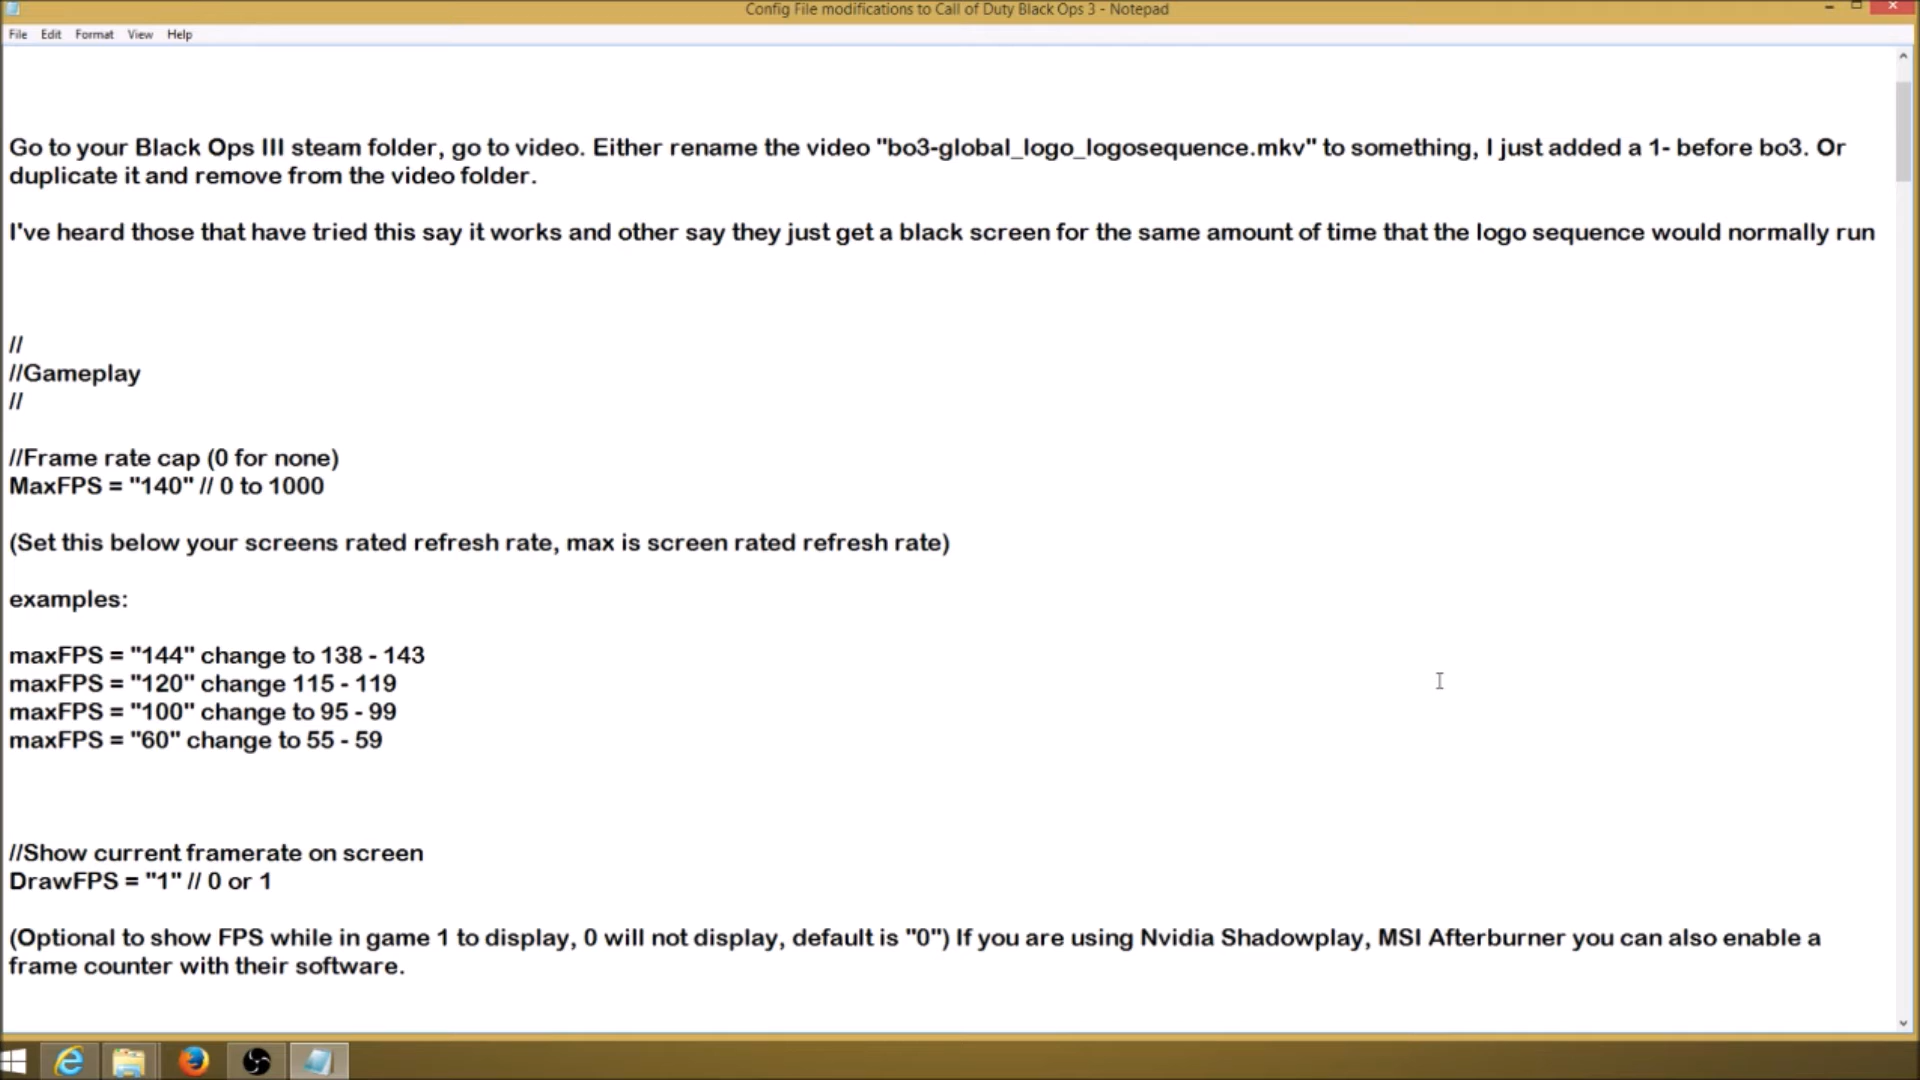 Config File modifications to Call of Duty Black Ops 3 - Notepad
File Edit Format View Help
Go to your Black Ops III steam folder, go to video. Either rename the video "bo3-global_logo_logosequence.mkv" to something, I just added a 1- before bo3. Or
duplicate it and remove from the video folder.
I've heard those that have tried this say it works and other say they just get a black screen for the same amount of time that the logo sequence would normally run
//
//Gameplay
//
//Frame rate cap (0 for none)
MaxFPS = "140" // 0 to 1000
(Set this below your screens rated refresh rate, max is screen rated refresh rate)
examples:
maxFPS = "144" change to 138 - 143
maxFPS = "120" change 115 - 119
maxFPS = "100" change to 95 - 99
maxFPS = "60" change to 55 - 59
//Show current framerate on screen
DrawFPS = "1" // 0 or 1
(Optional to show FPS while in game 1 to display, 0 will not display, default is "0") If you are using Nvidia Shadowplay, MSI Afterburner you can also enable a
frame counter with their software.